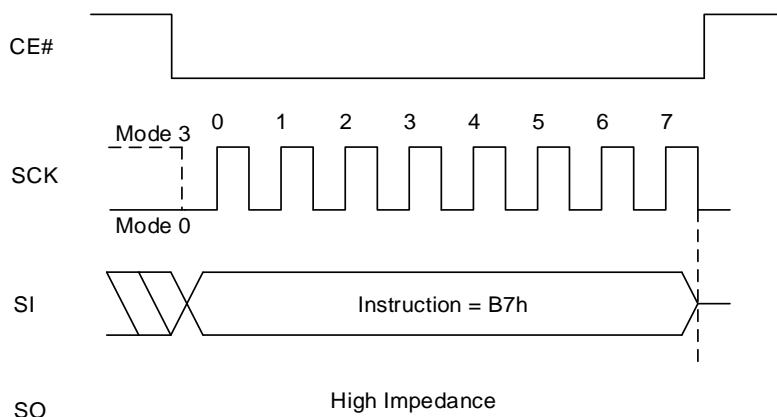 CE#
Mode 3
0 1 2 3 4 5 6 7
SCK
Mode 0
SI
Instruction = B7h
SO
High Impedance